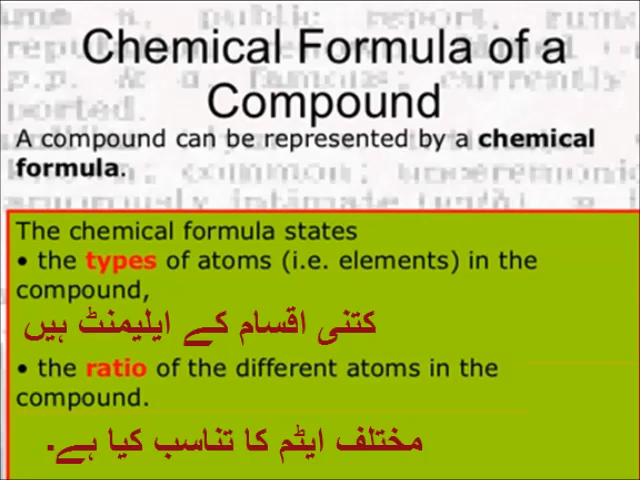 Chemical Formula of a
Compound
A compound can be represented by a chemical
formula.
The chemical formula states
• the types of atoms (i.e. elements) in the
compound,
کتنی اقسام کے ایلیمنٹ ہیں
• the ratio of the different atoms in the
compound.
مختلف ایٹم کا تناسب کیا ہے۔